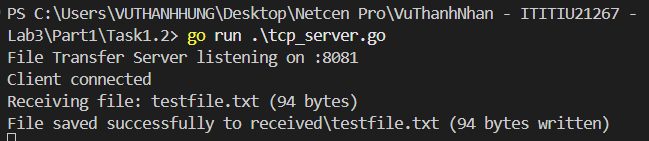 PS C:\Users\VUTHANHHUNG\Desktop\Netcen Pro\VuThanhNhan - ITITIU21267 -
Lab3\Part1\Task1.2> go run .\tcp_server.go
File Transfer Server listening on :8081
Client connected
Receiving file: testfile.txt (94 bytes)
File saved successfully to received\testfile.txt (94 bytes written)